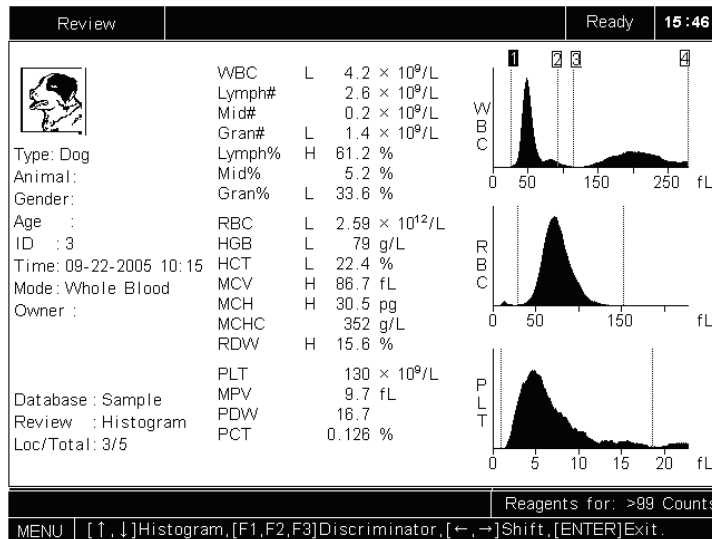 Review Ready 15:46
Type: Dog
Animal:
Gender:
Age :
ID : 3
Time: 09-22-2005 10:15
Mode: Whole Blood
Owner :
Database : Sample
Review : Histogram
Loc/Total: 3/5
WBC L 4.2 × 10⁹/L
Lymph# 2.6 × 10⁹/L
Mid# 0.2 × 10⁹/L
Gran# L 1.4 × 10⁹/L
Lymph% H 61.2 %
Mid% 5.2 %
Gran% L 33.6 %
RBC L 2.59 × 10¹²/L
HGB L 79 g/L
HCT L 22.4 %
MCV H 86.7 fL
MCH H 30.5 pg
MCHC 352 g/L
RDW H 15.6 %
PLT 130 × 10⁹/L
MPV 9.7 fL
PDW 16.7
PCT 0.126 %
1 2 3 4
WBC
0 50 150 250 fL
RBC
0 50 150 fL
PLT
0 5 10 15 20 fL
Reagents for: >99 Counts
MENU [↑,↓]Histogram,[F1,F2,F3]Discriminator,[←,→]Shift,[ENTER]Exit.